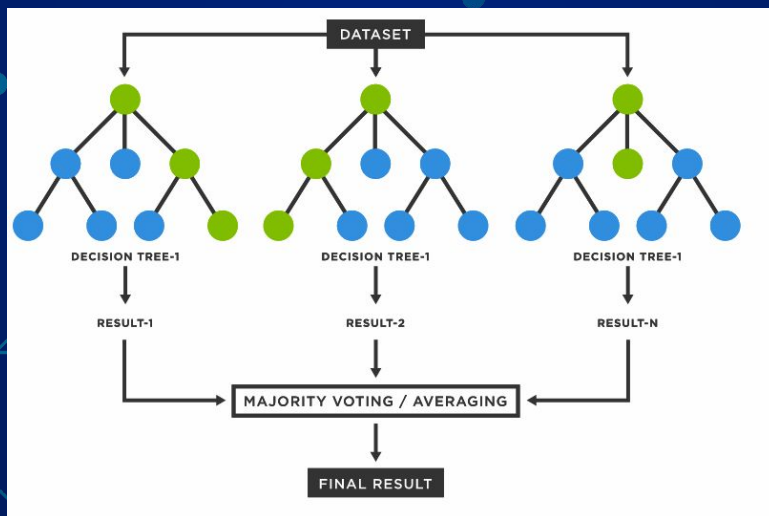 DATASET
DECISION TREE-1
DECISION TREE-1
DECISION TREE-1
RESULT-1
RESULT-2
RESULT-N
MAJORITY VOTING / AVERAGING
FINAL RESULT